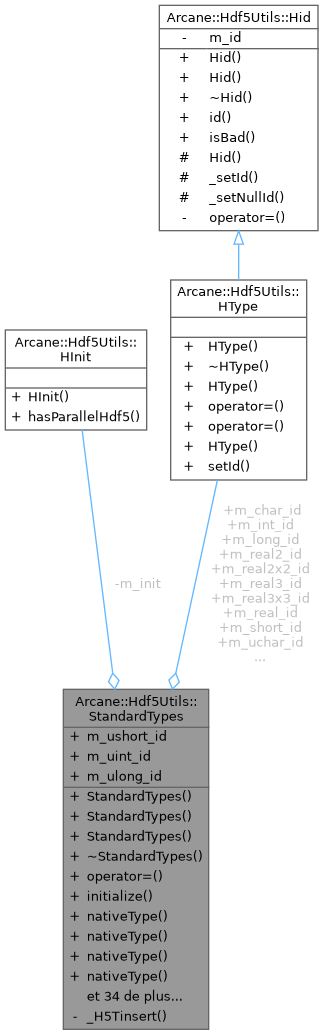 Arcane::Hdf5Utils::Hid
- m_id
+ Hid()
+ Hid()
+ ~Hid()
+ id()
+ isBad()
# Hid()
# _setId()
# _setNullId()
- operator=()
Arcane::Hdf5Utils::
HType
+ HType()
+ ~HType()
+ HType()
+ operator=()
+ operator=()
+ HType()
+ setId()
Arcane::Hdf5Utils::
HInit
+ HInit()
+ hasParallelHdf5()
+m_char_id
+m_int_id
+m_long_id
+m_real2_id
+m_real2x2_id
+m_real3_id
+m_real3x3_id
+m_real_id
+m_short_id
+m_uchar_id
...
-m_init
Arcane::Hdf5Utils::
StandardTypes
+ m_ushort_id
+ m_uint_id
+ m_ulong_id
+ StandardTypes()
+ StandardTypes()
+ StandardTypes()
+ ~StandardTypes()
+ operator=()
+ initialize()
+ nativeType()
+ nativeType()
+ nativeType()
+ nativeType()
et 34 de plus...
- _H5Tinsert()